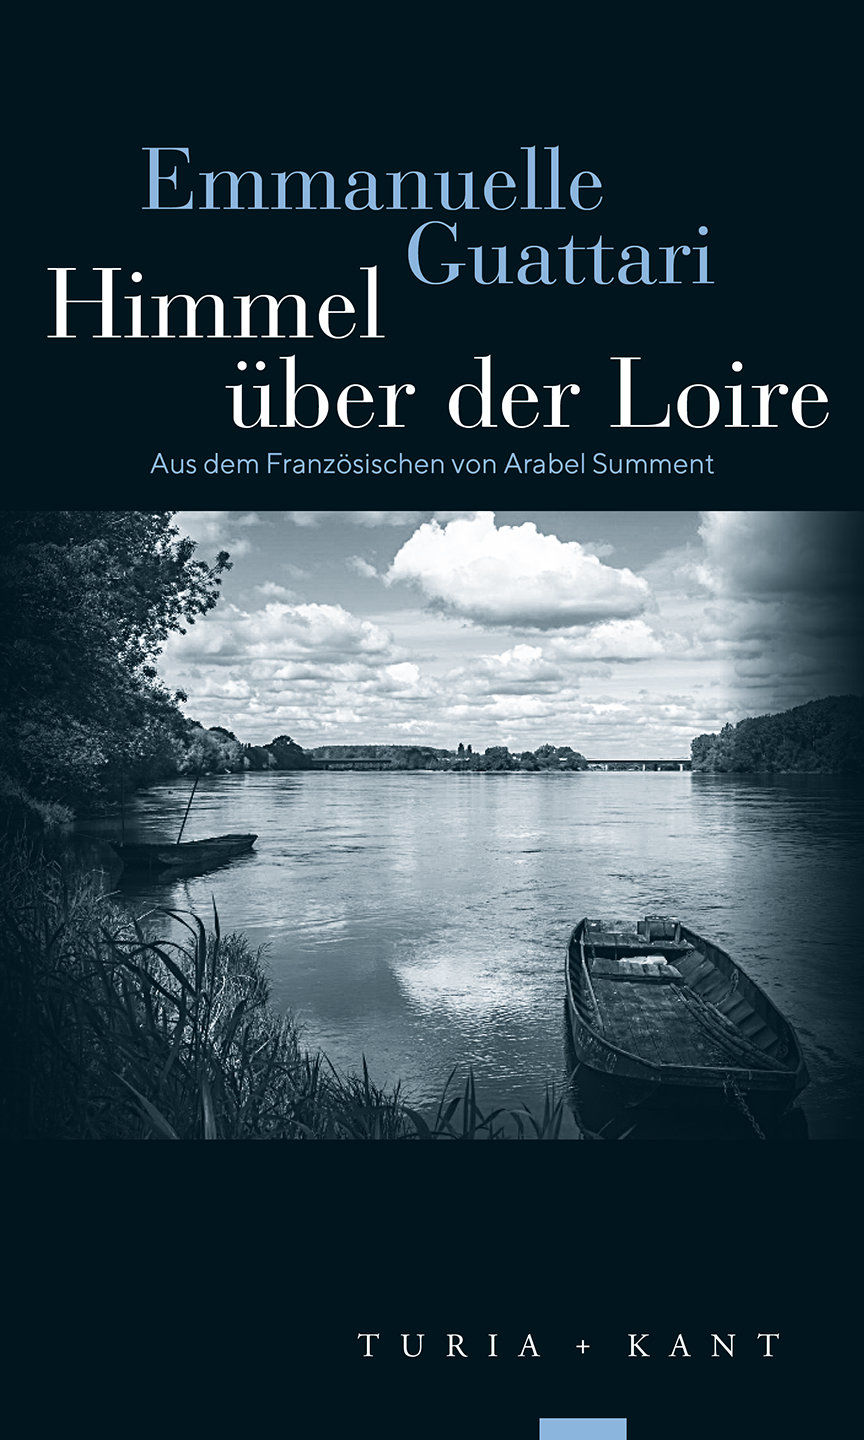 Emmanuelle
Guattari
Himmel
über der Loire
Aus dem Französischen von Arabel Summent
TURIA + KANT